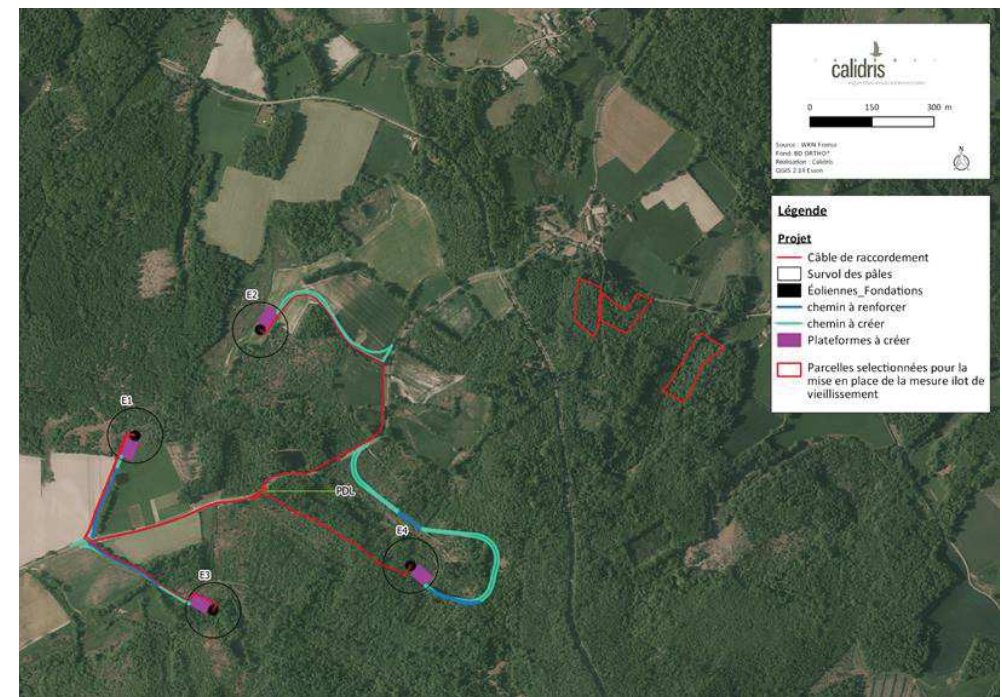 calidris
0 150 300 m
Source : WKN France
Fond: BD ORTHO®
Réalisation : Calidris
QGIS 2.14 Essen
N
Légende
Projet
Câble de raccordement
Survol des pâles
Éoliennes_Fondations
chemin à renforcer
chemin à créer
Plateformes à créer
Parcelles selectionnées pour la
mise en place de la mesure ilot de
vieillissement
E2
E1
PDL
E4
E3